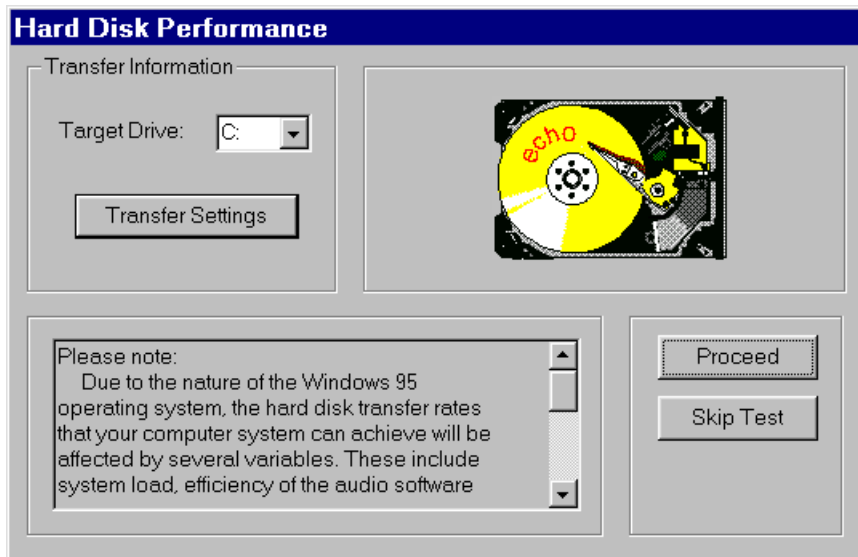 Hard Disk Performance
Transfer Information
Target Drive: C:
Transfer Settings
echo
Please note:
Due to the nature of the Windows 95
operating system, the hard disk transfer rates
that your computer system can achieve will be
affected by several variables. These include
system load, efficiency of the audio software
Proceed
Skip Test